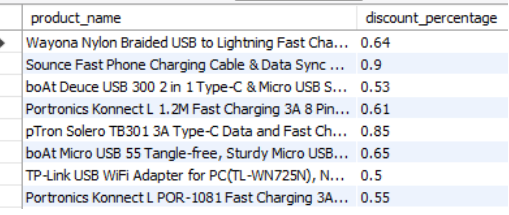 product_name discount_percentage
Wayona Nylon Braided USB to Lightning Fast Cha... 0.64
Sounce Fast Phone Charging Cable & Data Sync ... 0.9
boAt Deuce USB 300 2 in 1 Type-C & Micro USB S... 0.53
Portronics Konnect L 1.2M Fast Charging 3A 8 Pin... 0.61
pTron Solero TB301 3A Type-C Data and Fast Ch... 0.85
boAt Micro USB 55 Tangle-free, Sturdy Micro USB... 0.65
TP-Link USB WiFi Adapter for PC(TL-WN725N), N... 0.5
Portronics Konnect L POR-1081 Fast Charging 3A... 0.55